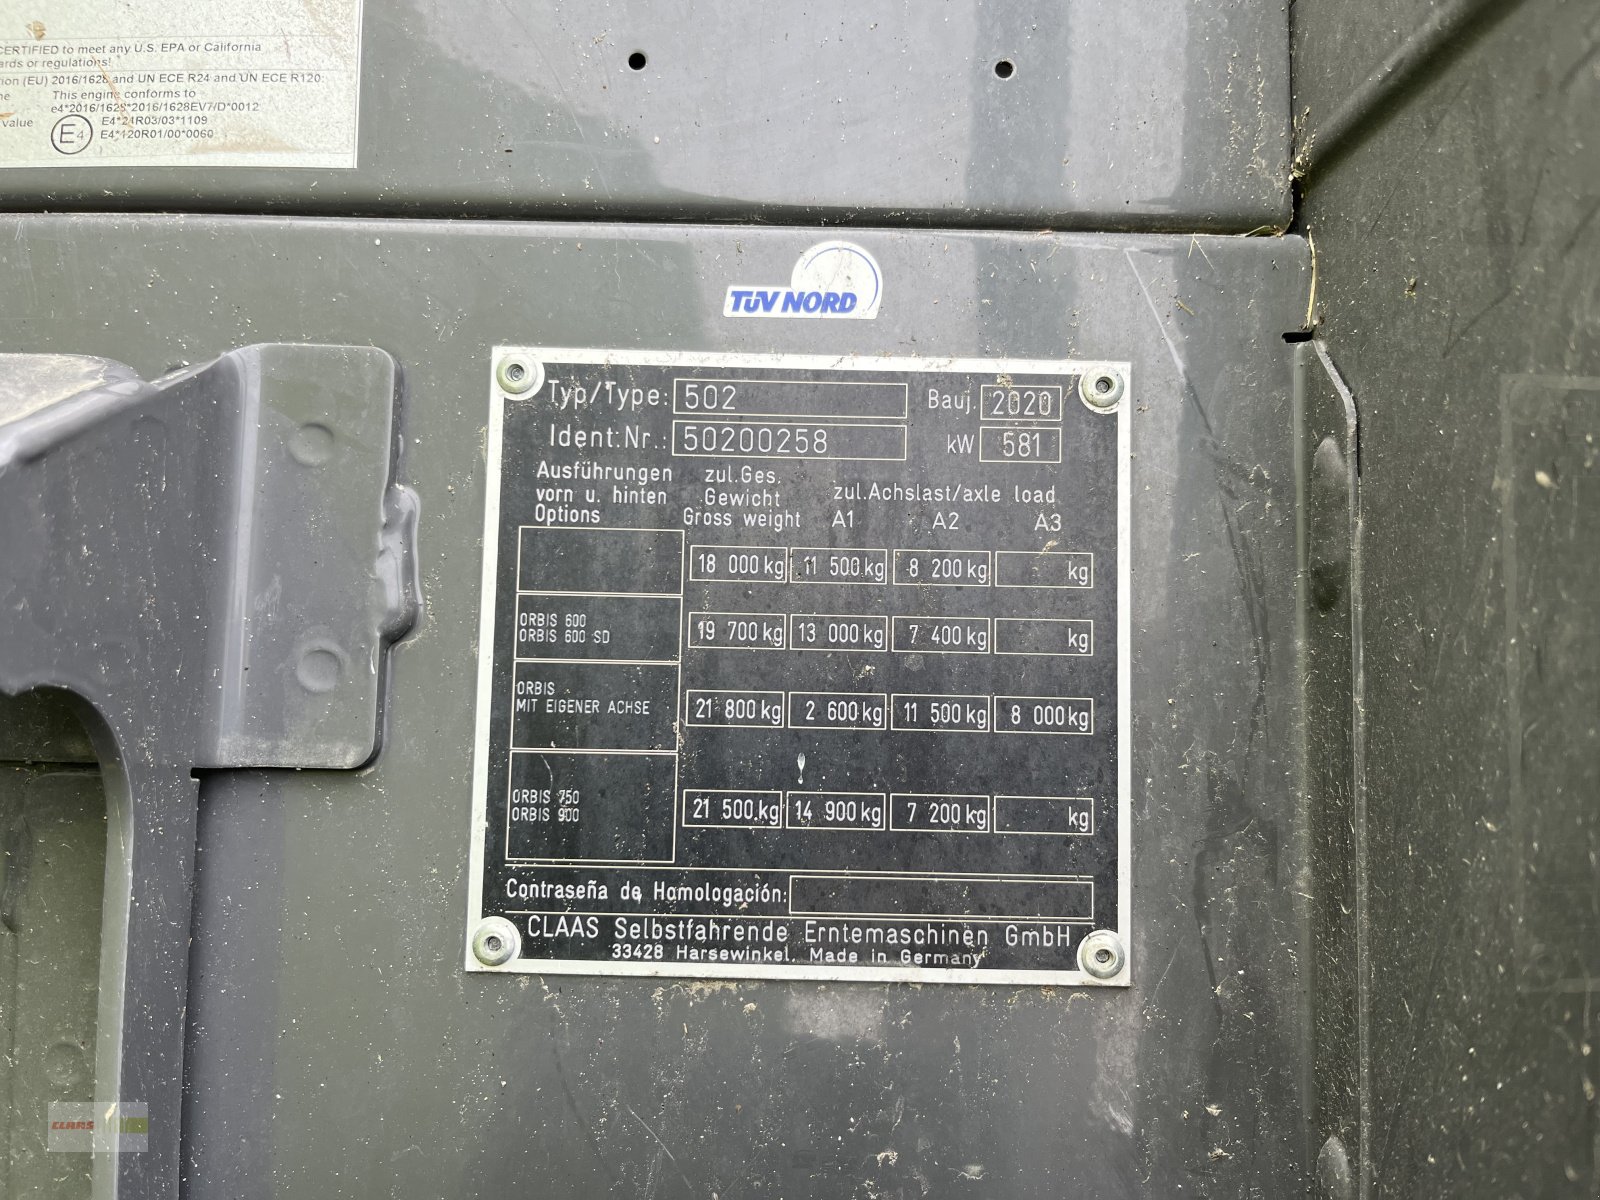 CERTIFIED to meet any U.S. EPA or California
ards or regulations!
tion (EU) 2016/1628 and UN ECE R24 and UN ECE R120:
This engine conforms to
e4*2016/1628*2016/1628EV7/D*0012
value E4 E4*24R03/03*1109
E4*120R01/00*0060
TÜV NORD
Typ/Type: 502 Bauj. 2020
Ident.Nr.: 50200258 kW 581
Ausführungen zul.Ges.
vorn u. hinten Gewicht zul.Achslast/axle load
Options Gross weight A1 A2 A3
18 000 kg 11 500 kg 8 200 kg kg
ORBIS 600
ORBIS 600 SD 19 700 kg 13 000 kg 7 400 kg kg
ORBIS
MIT EIGENER ACHSE 21 800 kg 2 600 kg 11 500 kg 8 000 kg
ORBIS 750
ORBIS 900 21 500 kg 14 900 kg 7 200 kg kg
Contraseña de Homologación:
CLAAS Selbstfahrende Erntemaschinen GmbH
33428 Harsewinkel, Made in Germany
CLAAS